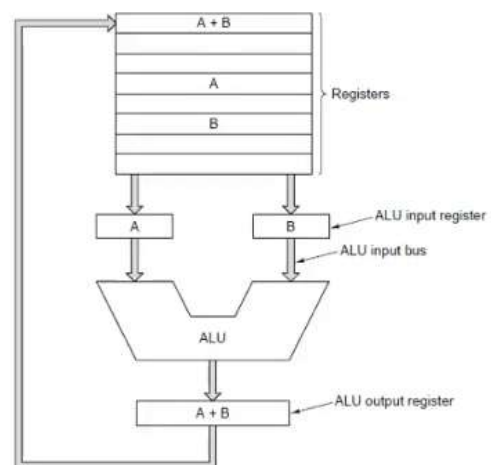 A + B
A
Registers
B
A
B
ALU input register
ALU input bus
ALU
A + B
ALU output register